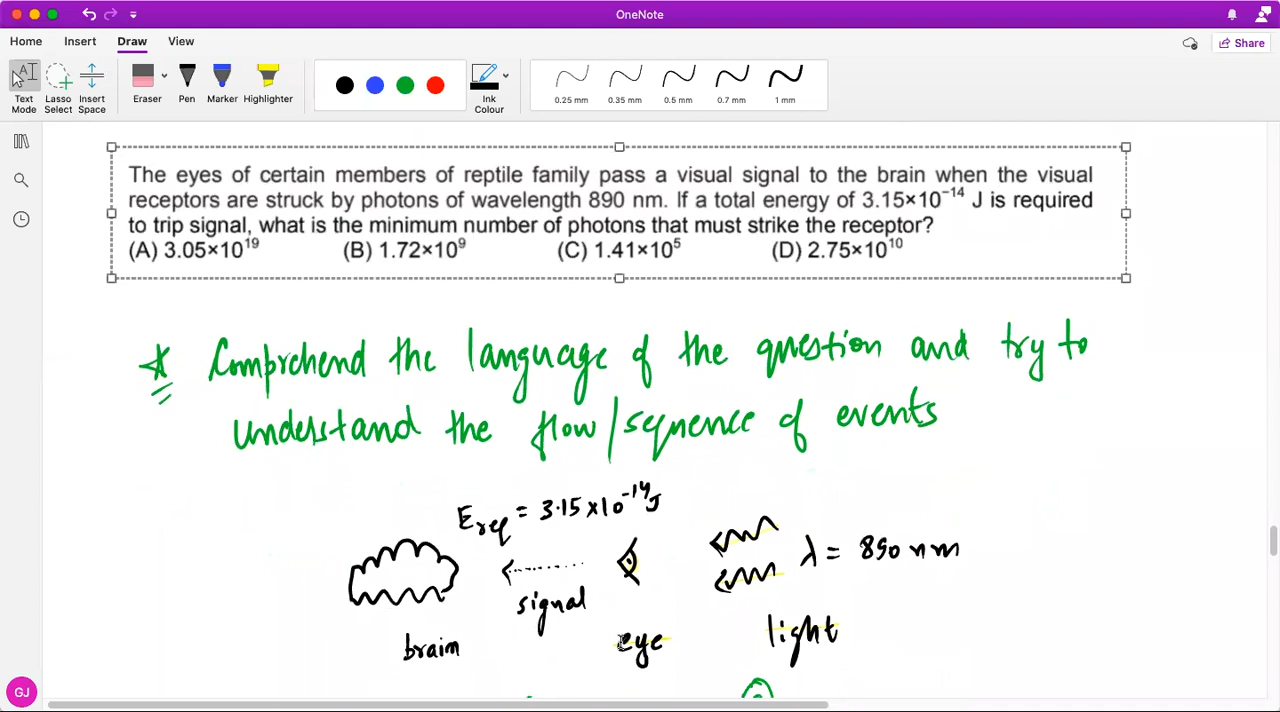 OneNote
Home Insert Draw View
Share
Text Mode
Lasso Select
Insert Space
Eraser
Pen
Marker
Highlighter
Ink Colour
0.25 mm
0.35 mm
0.5 mm
0.7 mm
1 mm
The eyes of certain members of reptile family pass a visual signal to the brain when the visual
receptors are struck by photons of wavelength 890 nm. If a total energy of 3.15×10⁻¹⁴ J is required
to trip signal, what is the minimum number of photons that must strike the receptor?
(A) 3.05×10¹⁹ (B) 1.72×10⁹ (C) 1.41×10⁵ (D) 2.75×10¹⁰
* Comprehend the language of the question and try to
understand the flow/sequence of events
E req = 3.15 × 10⁻¹⁴ J
λ = 890 nm
signal
brain eye light
GJ